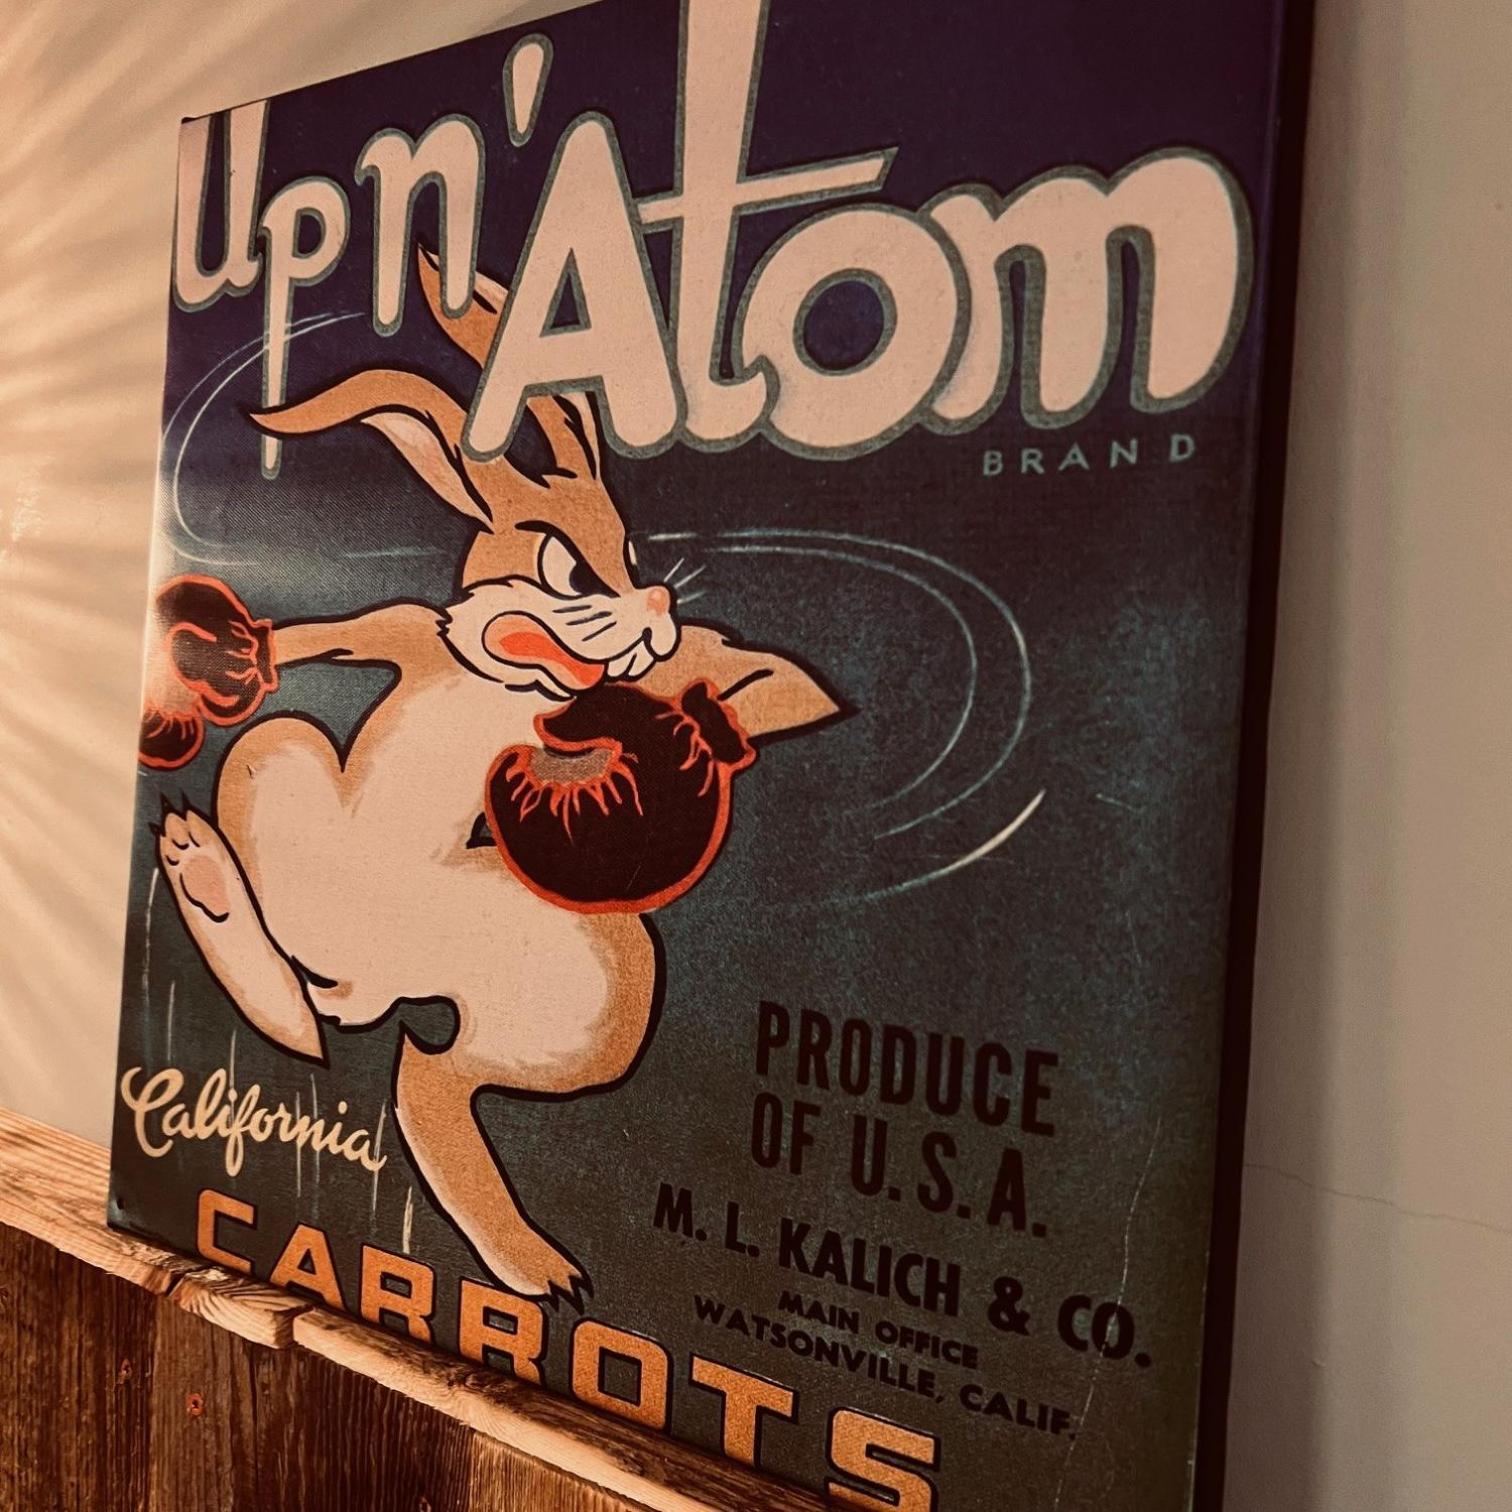 Up n' Atom
BRAND
PRODUCE
OF U.S.A.
M. L. KALICH & CO.
MAIN OFFICE
WATSONVILLE, CALIF.
California
CARROTS